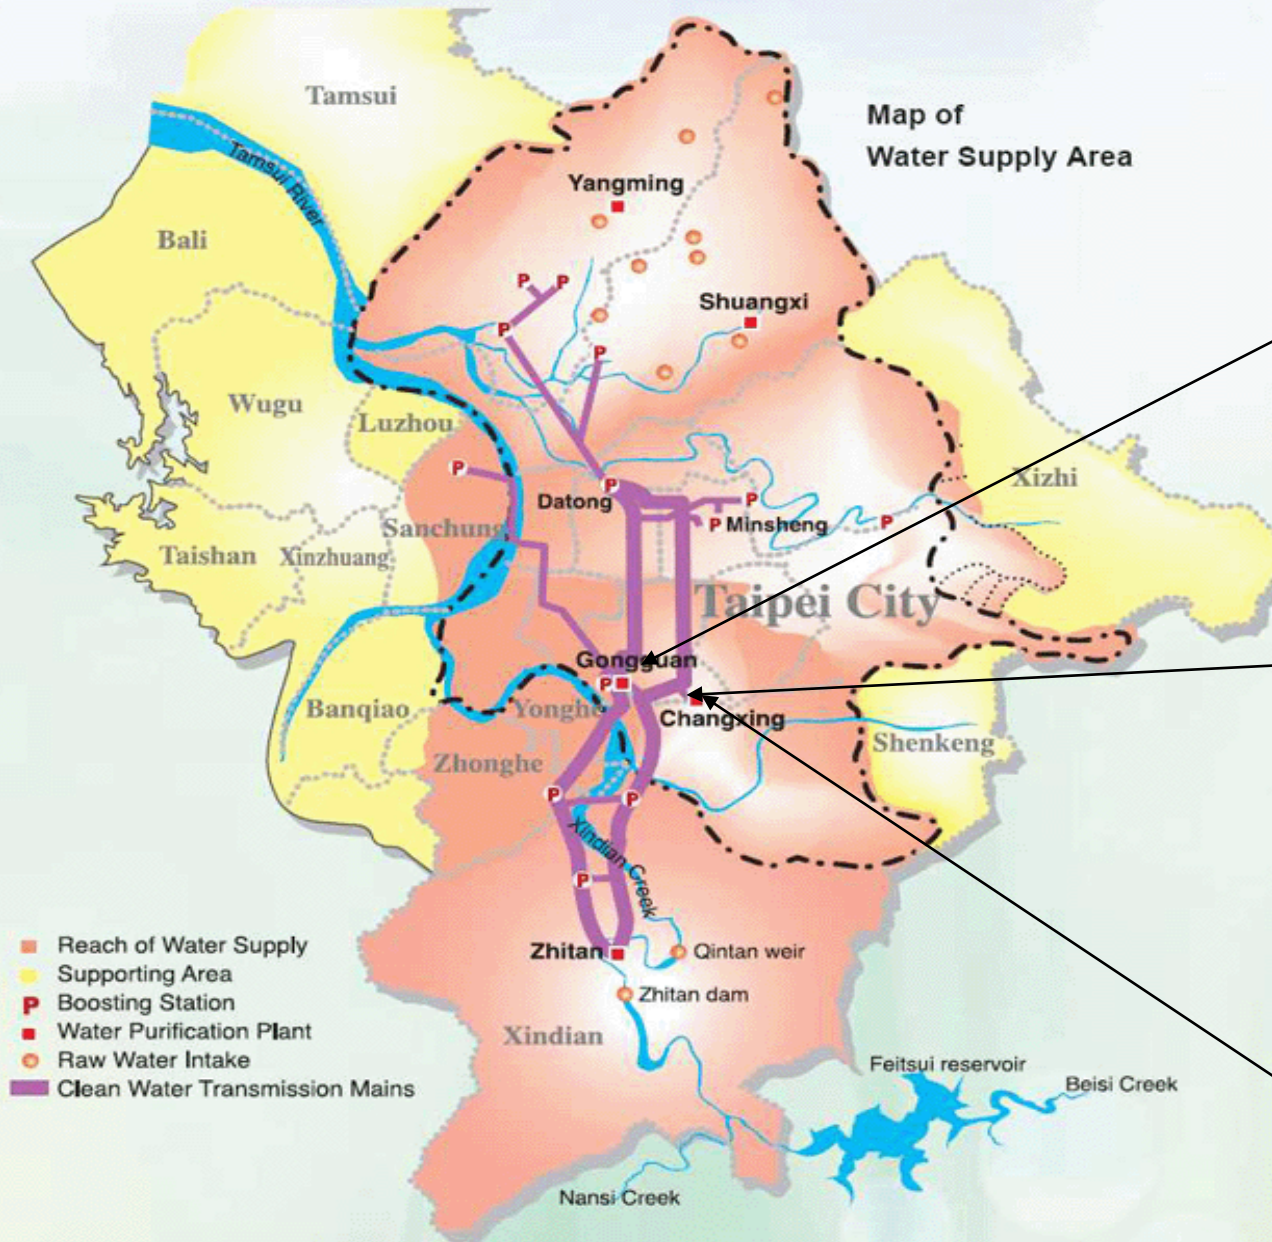 Tamsui
Map of
Water Supply Area
Tamsui River
Yangming
Bali
Shuangxi
Wugu
Luzhou
Xizhi
P
P
P
P
P
P
P
P
P
Datong
Minsheng
Sanchung
Taishan
Xinzhuang
Taipei City
Gongguan
P
Banqiao
Yonghe
Changxing
Shenkeng
Zhonghe
P
P
Xindian Creek
P
Zhitan
Qintan weir
Zhitan dam
Xindian
Reach of Water Supply
Supporting Area
P Boosting Station
Water Purification Plant
Raw Water Intake
Clean Water Transmission Mains
Feitsui reservoir
Beisi Creek
Nansi Creek